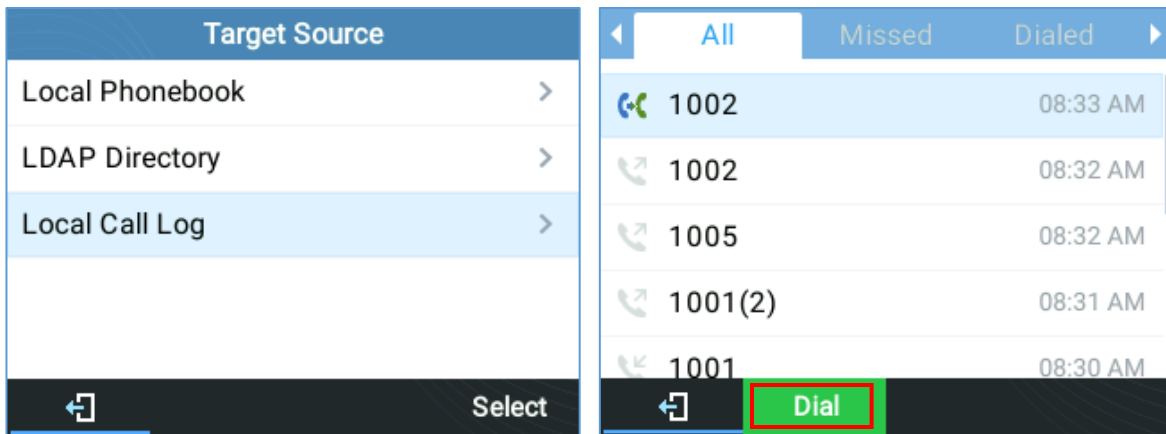 Target Source
Local Phonebook
LDAP Directory
Local Call Log
Select
All Missed Dialed
1002 08:33 AM
1002 08:32 AM
1005 08:32 AM
1001(2) 08:31 AM
1001 08:30 AM
Dial